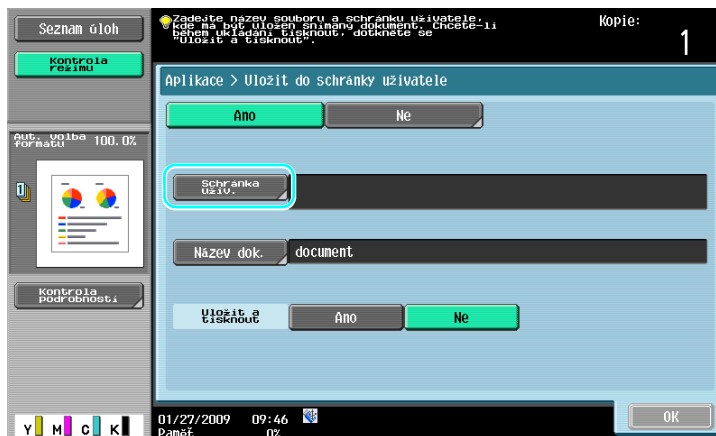 Seznam úloh
Kontrola
režimu
Zadejte název souboru a schránku uživatele,
kde má být uložen snímaný dokument. Chcete-li
během ukládání tisknout, dotkněte se
"Uložit a tisknout".
Kopie:
1
Aplikace > Uložit do schránky uživatele
Ano
Ne
Aut. volba
formátu
100.0%
1
Schránka
uživ.
Název dok.
document
Kontrola
podrobností
Uložit a
tisknout
Ano
Ne
01/27/2009 09:46
Paměť 0%
OK
Y M C K